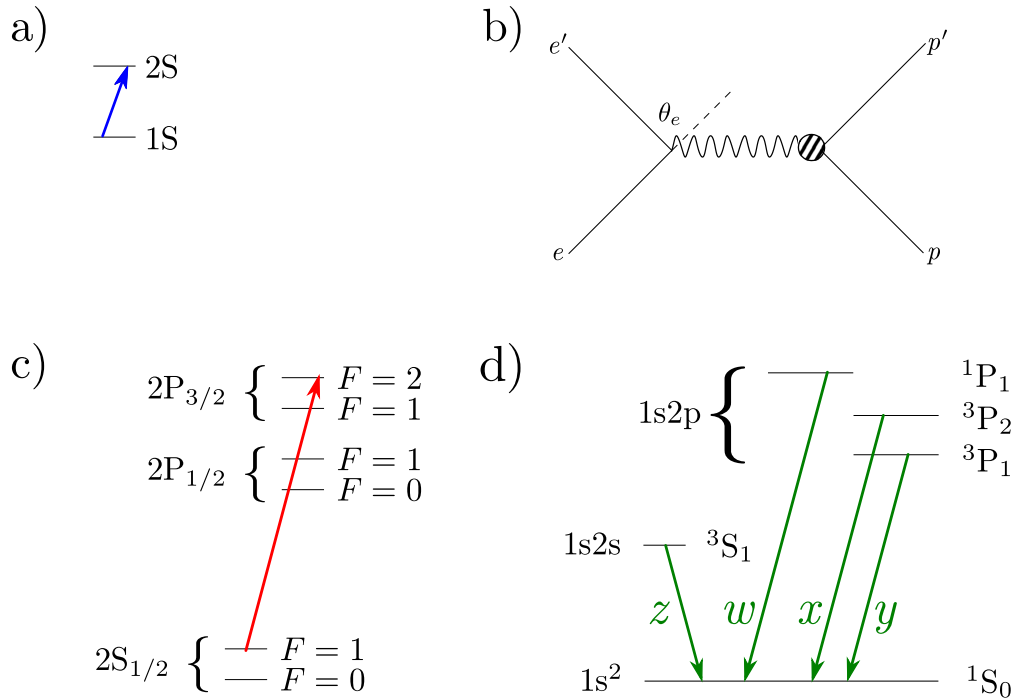 a)
2S
1S
b)
e′
p′
θₑ
e
p
c)
2P₃/₂ { F = 2
F = 1
2P₁/₂ { F = 1
F = 0
2S₁/₂ { F = 1
F = 0
d)
¹P₁
1s2p {
³P₂
³P₁
1s2s ³S₁
z w x y
1s² ¹S₀